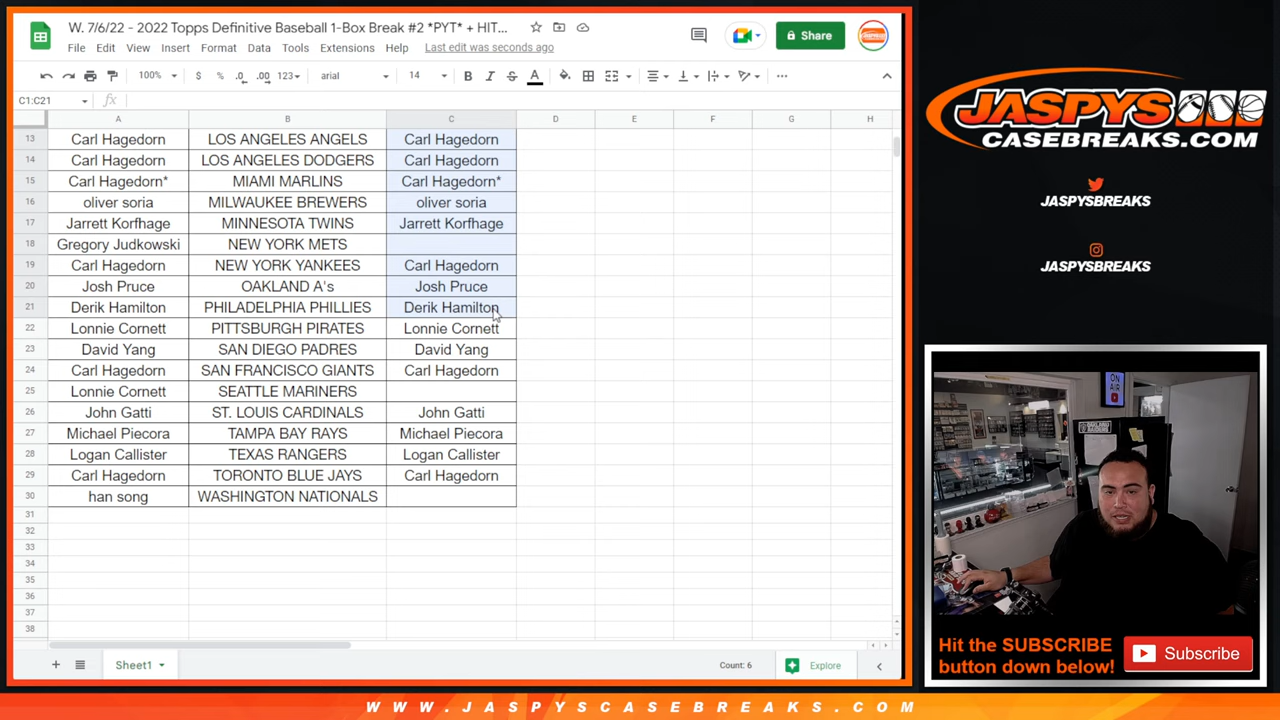 W. 7/6/22 - 2022 Topps Definitive Baseball 1-Box Break #2 *PYT* + HIT...
File Edit View Insert Format Data Tools Extensions Help Last edit was seconds ago
Share
100% $ % .0 .00 123 arial 14 B I S A
C1:C21 fx
A B C D E F G H
13 Carl Hagedorn LOS ANGELES ANGELS Carl Hagedorn
14 Carl Hagedorn LOS ANGELES DODGERS Carl Hagedorn
15 Carl Hagedorn* MIAMI MARLINS Carl Hagedorn*
16 oliver soria MILWAUKEE BREWERS oliver soria
17 Jarrett Korfhage MINNESOTA TWINS Jarrett Korfhage
18 Gregory Judkowski NEW YORK METS
19 Carl Hagedorn NEW YORK YANKEES Carl Hagedorn
20 Josh Pruce OAKLAND A's Josh Pruce
21 Derik Hamilton PHILADELPHIA PHILLIES Derik Hamilton
22 Lonnie Cornett PITTSBURGH PIRATES Lonnie Cornett
23 David Yang SAN DIEGO PADRES David Yang
24 Carl Hagedorn SAN FRANCISCO GIANTS Carl Hagedorn
25 Lonnie Cornett SEATTLE MARINERS
26 John Gatti ST. LOUIS CARDINALS John Gatti
27 Michael Piecora TAMPA BAY RAYS Michael Piecora
28 Logan Callister TEXAS RANGERS Logan Callister
29 Carl Hagedorn TORONTO BLUE JAYS Carl Hagedorn
30 han song WASHINGTON NATIONALS
31
32
33
34
35
36
37
38
Sheet1 Count: 6 Explore
JASPYS
CASEBREAKS.COM
JASPYSBREAKS
JASPYSBREAKS
ON
AIR
Hit the SUBSCRIBE
button down below!
Subscribe
WWW.JASPYSCASEBREAKS.COM